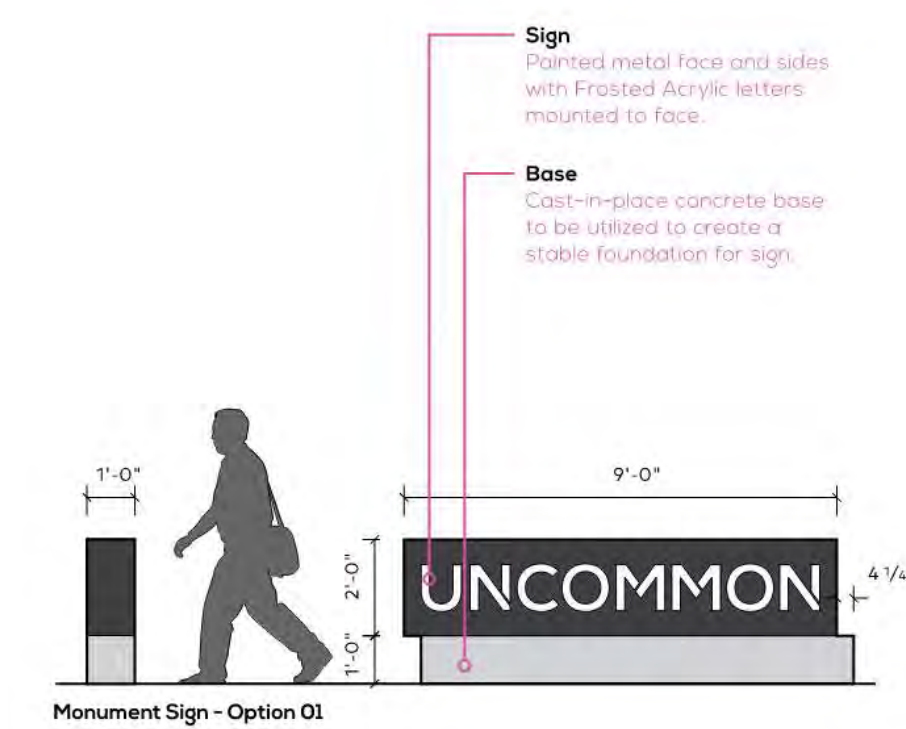 Sign
Painted metal face and sides
with Frosted Acrylic letters
mounted to face.
Base
Cast-in-place concrete base
to be utilized to create a
stable foundation for sign.
1'-0"
9'-0"
2'-0"
1'-0"
UNCOMMON
4 1/4
Monument Sign - Option 01